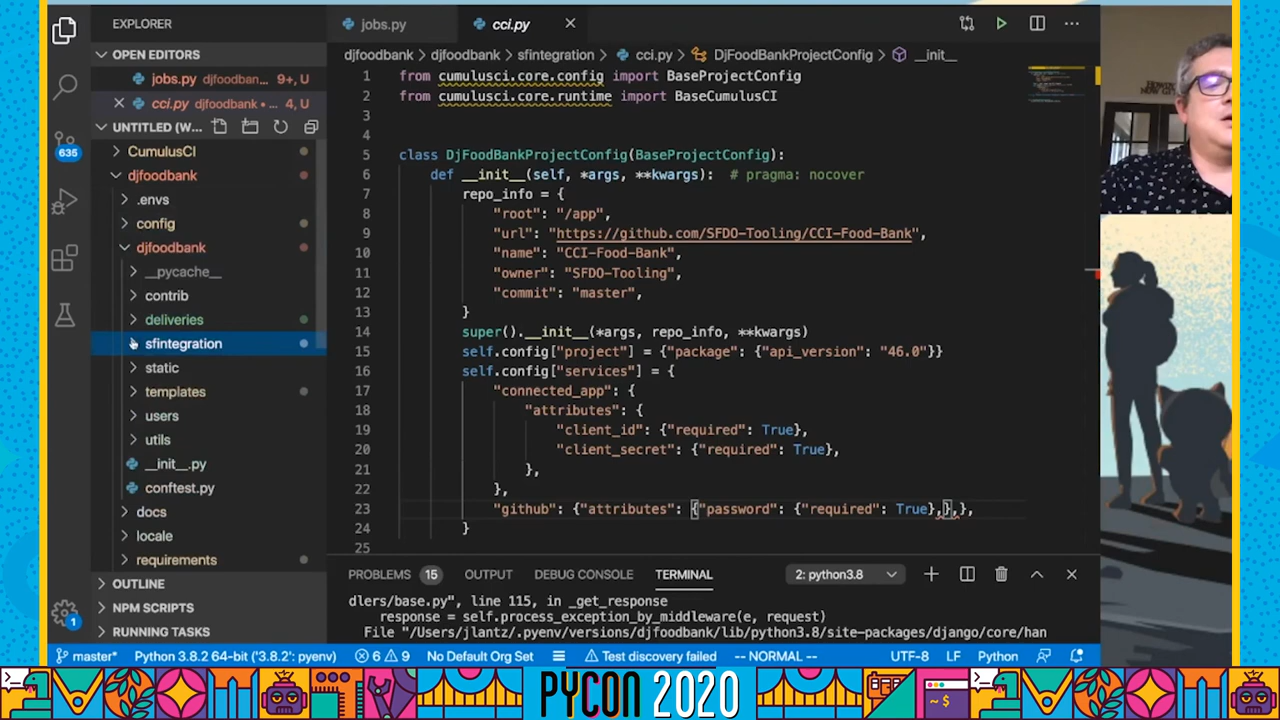 EXPLORER
OPEN EDITORS
jobs.py djfoodban... 9+, U
cci.py djfoodbank • ... 4, U
UNTITLED (W...
CumulusCI
djfoodbank
.envs
config
djfoodbank
__pycache__
contrib
deliveries
sfintegration
static
templates
users
utils
__init__.py
conftest.py
docs
locale
requirements
OUTLINE
NPM SCRIPTS
RUNNING TASKS
635
1
jobs.py
cci.py
djfoodbank > djfoodbank > sfintegration > cci.py > DjFoodBankProjectConfig > __init__
1 from cumulusci.core.config import BaseProjectConfig
2 from cumulusci.core.runtime import BaseCumulusCI
3
4
5 class DjFoodBankProjectConfig(BaseProjectConfig):
6 def __init__(self, *args, **kwargs): # pragma: nocover
7 repo_info = {
8 "root": "/app",
9 "url": "https://github.com/SFDO-Tooling/CCI-Food-Bank",
10 "name": "CCI-Food-Bank",
11 "owner": "SFDO-Tooling",
12 "commit": "master",
13 }
14 super().__init__(*args, repo_info, **kwargs)
15 self.config["project"] = {"package": {"api_version": "46.0"}}
16 self.config["services"] = {
17 "connected_app": {
18 "attributes": {
19 "client_id": {"required": True},
20 "client_secret": {"required": True},
21 },
22 },
23 "github": {"attributes": {"password": {"required": True},},},
24 }
25
PROBLEMS 15 OUTPUT DEBUG CONSOLE TERMINAL 2: python3.8
dlers/base.py", line 115, in _get_response
response = self.process_exception_by_middleware(e, request)
File "/Users/jlantz/.pyenv/versions/djfoodbank/lib/python3.8/site-packages/django/core/han
master* Python 3.8.2 64-bit ('3.8.2': pyenv) 6 9 No Default Org Set Test discovery failed -- NORMAL -- UTF-8 LF Python
PYCON 2020
~$